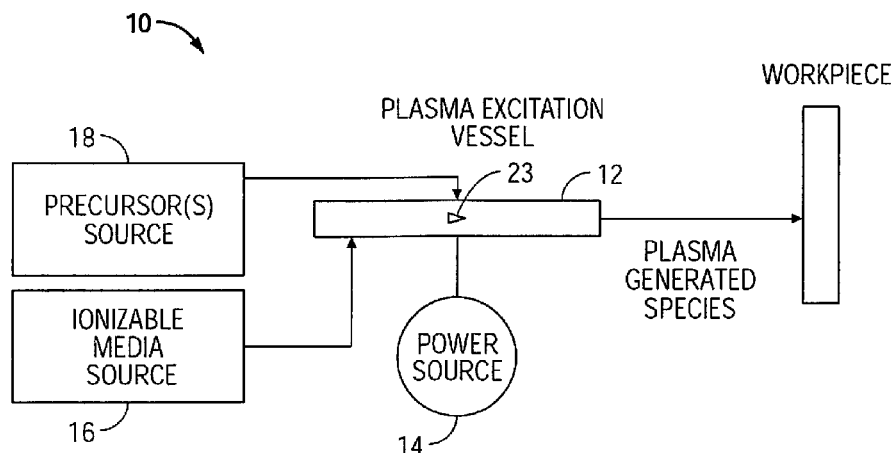 10
WORKPIECE
PLASMA EXCITATION
VESSEL
18
23
12
PRECURSOR(S)
SOURCE
PLASMA
GENERATED
SPECIES
IONIZABLE
MEDIA
SOURCE
POWER
SOURCE
16
14